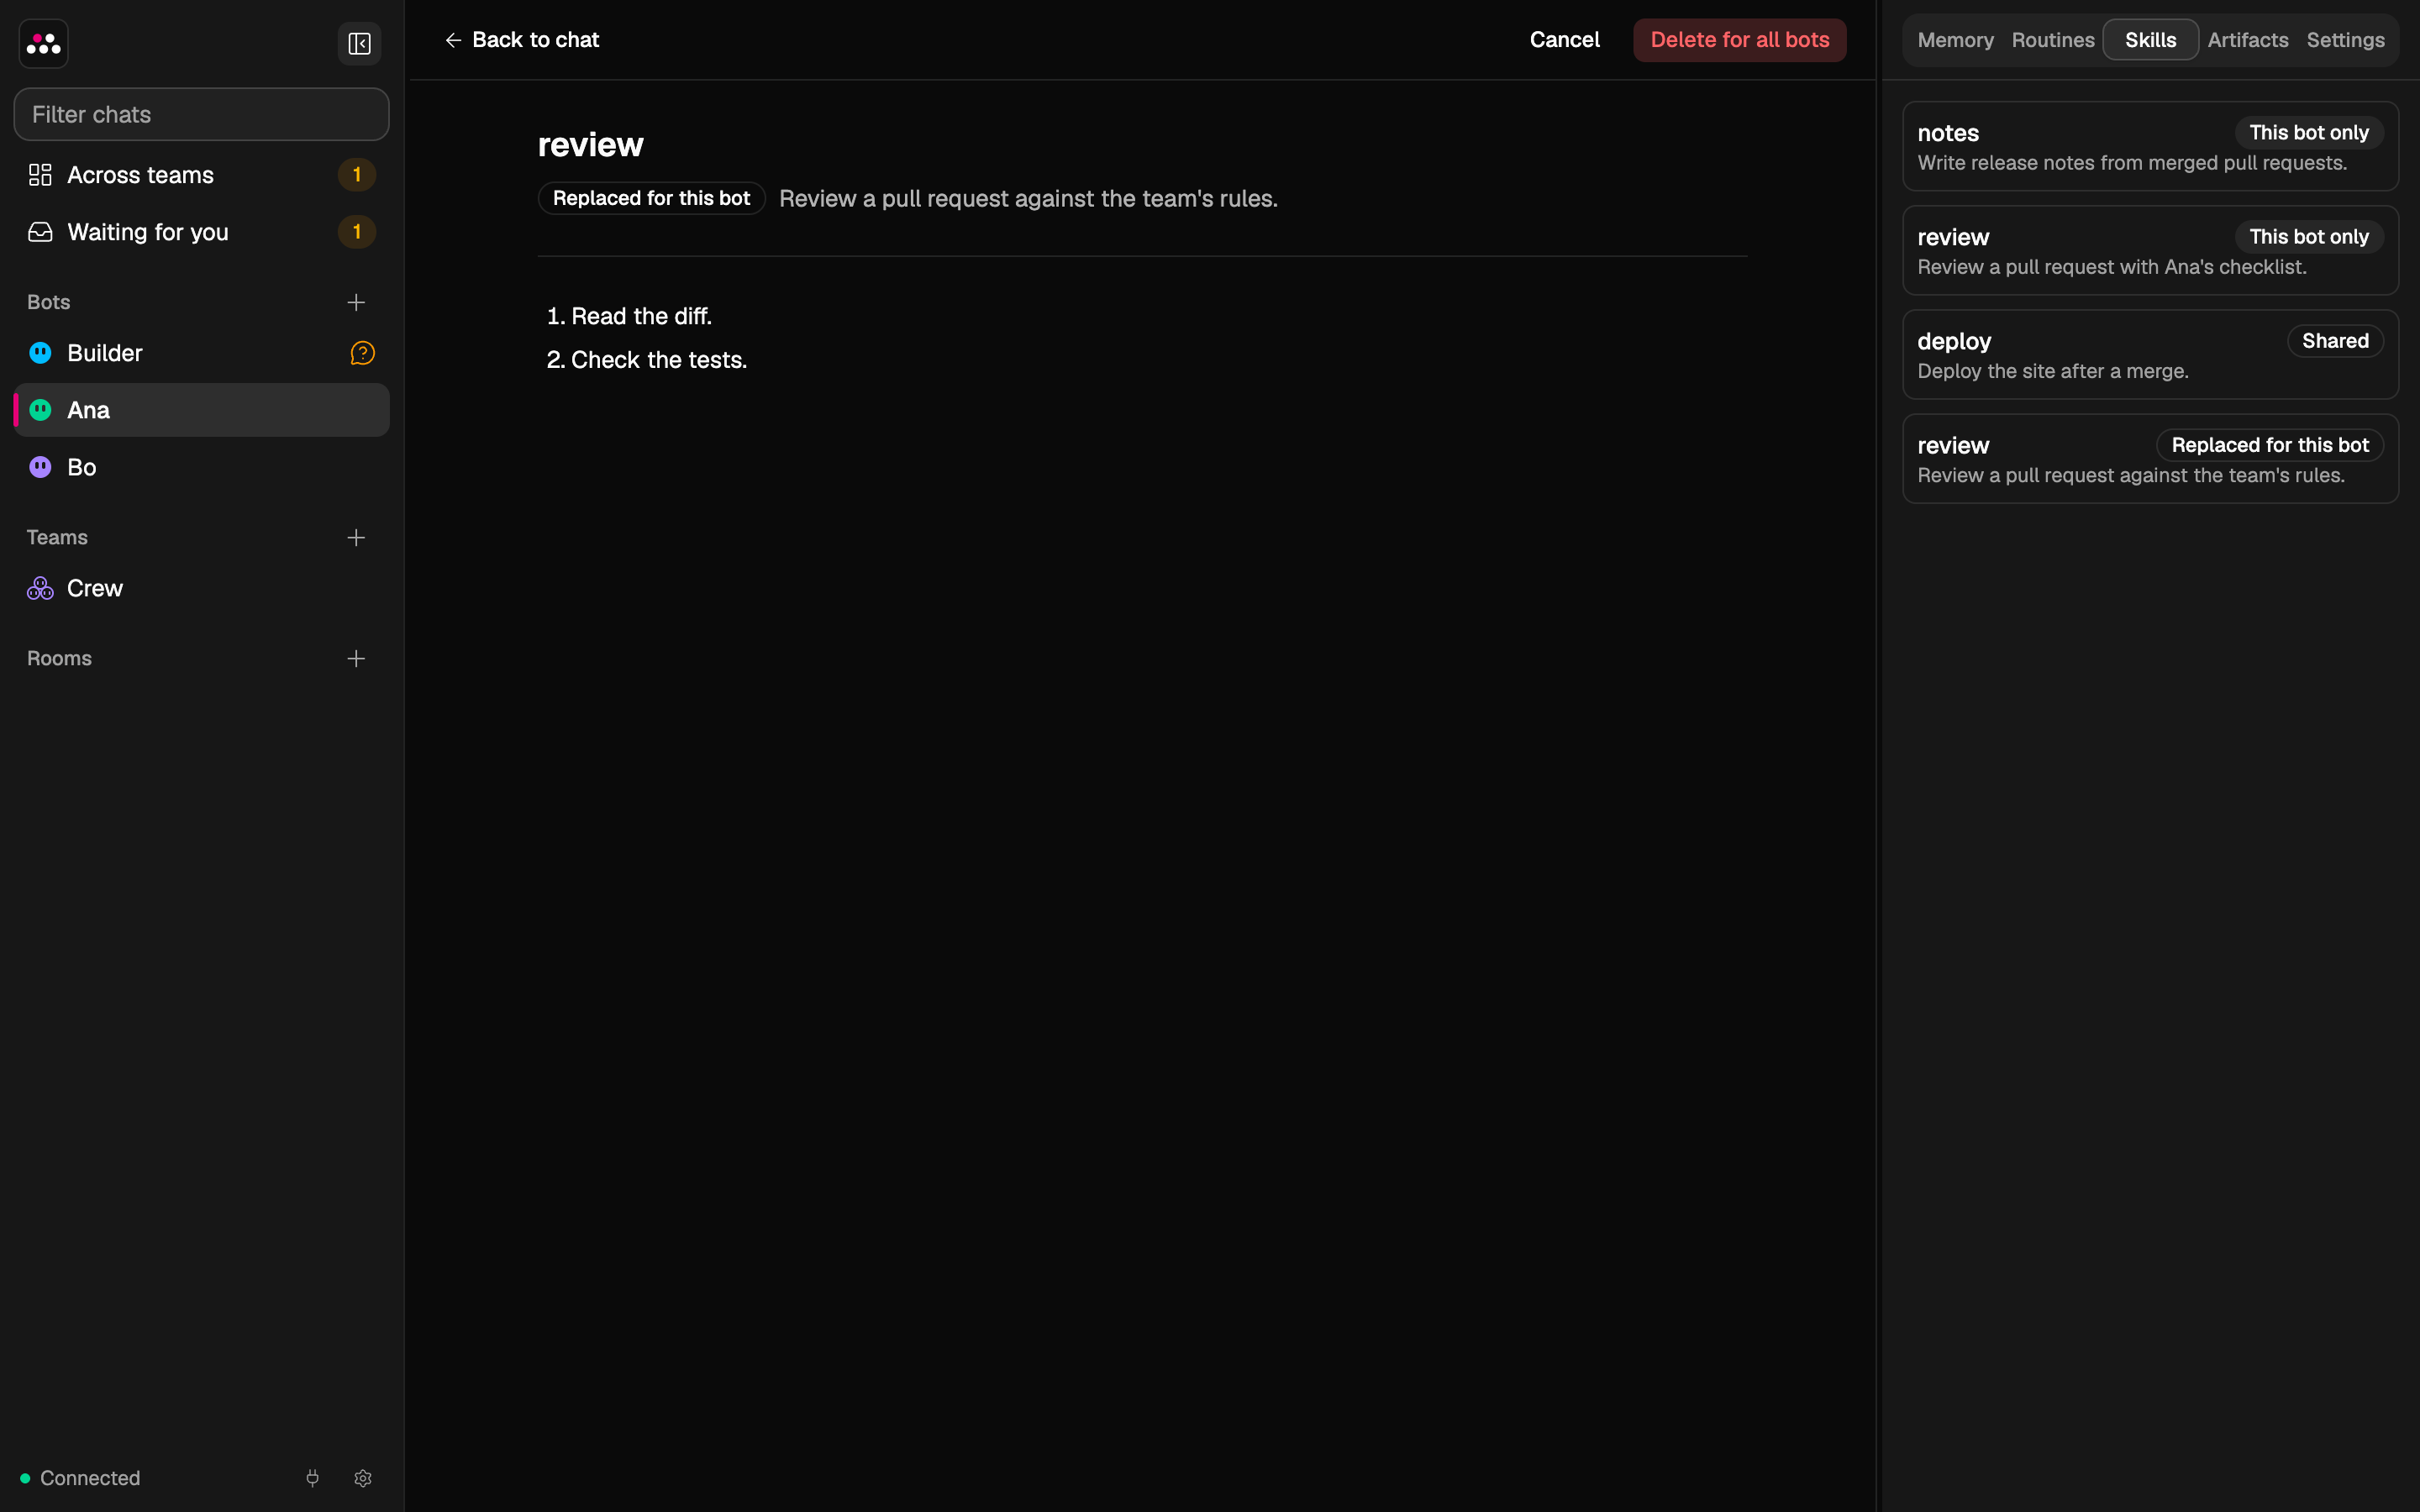 Filter chats
Across teams 1
Waiting for you 1
Bots
Builder
Ana
Bo
Teams
Crew
Rooms
Connected
Back to chat
Cancel
Delete for all bots
review
Replaced for this bot Review a pull request against the team's rules.
1. Read the diff.
2. Check the tests.
Memory Routines Skills Artifacts Settings
notes This bot only
Write release notes from merged pull requests.
review This bot only
Review a pull request with Ana's checklist.
deploy Shared
Deploy the site after a merge.
review Replaced for this bot
Review a pull request against the team's rules.